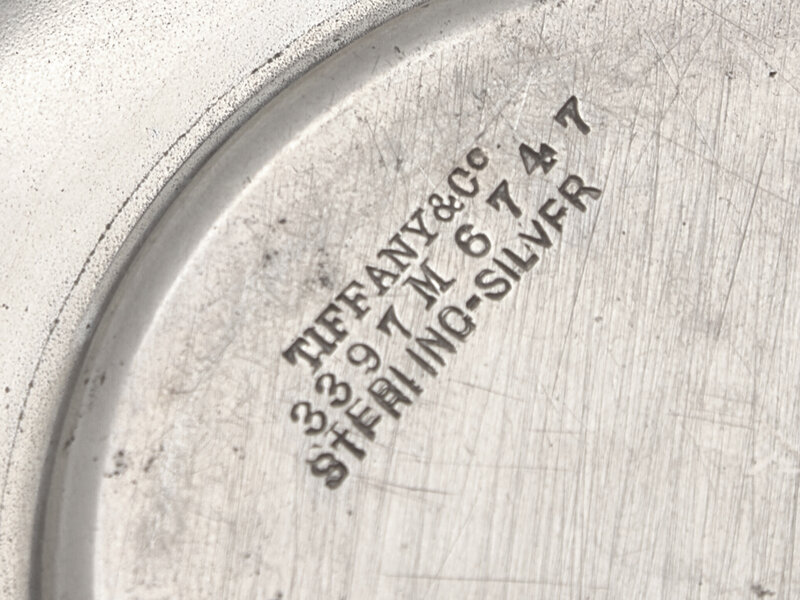 TIFFANY & Co
3397 M 6747
STERLING-SILVER